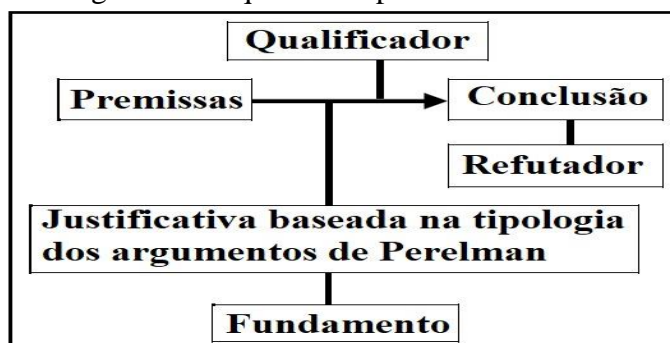 Qualificador
Premissas
Conclusão
Refutador
Justificativa baseada na tipologia
dos argumentos de Perelman
Fundamento